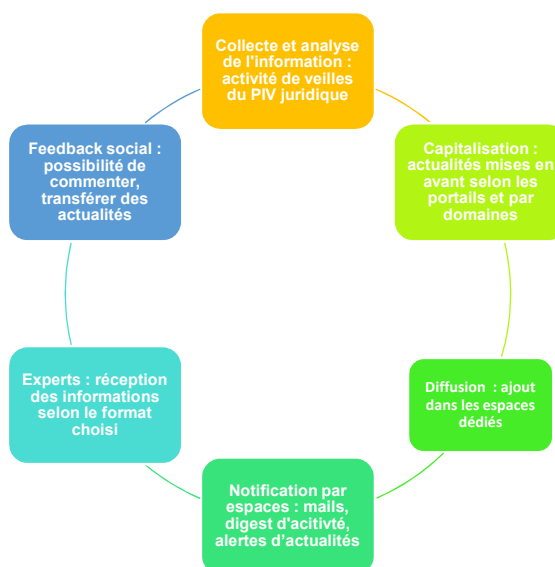 Collecte et analyse
de l'information :
activité de veilles
du PIV juridique
Capitalisation :
actualités mises en
avant selon les
portails et par
domaines
Diffusion : ajout
dans les espaces
dédiés
Notification par
espaces : mails,
digest d'acitivté,
alertes d’actualités
Experts : réception
des informations
selon le format
choisi
Feedback social :
possibilité de
commenter,
transférer des
actualités